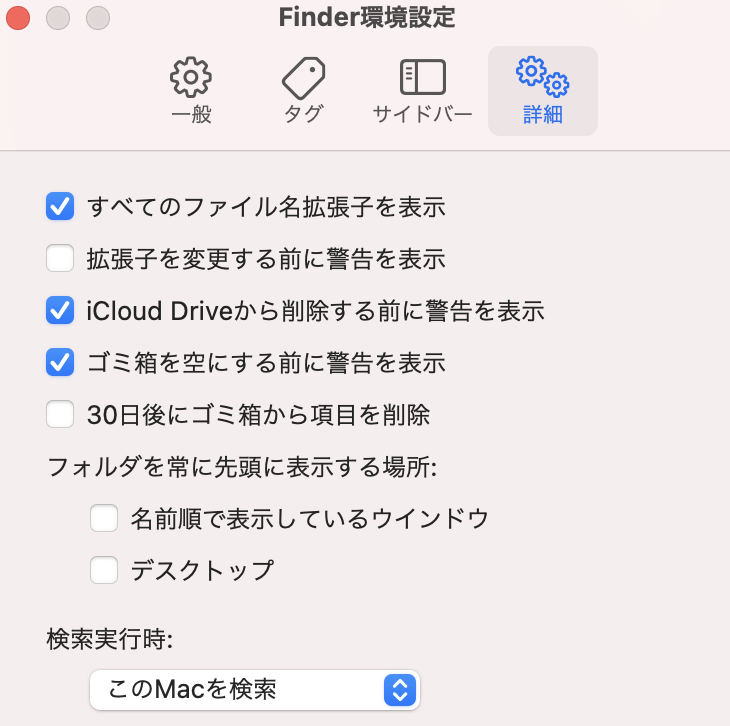 Finder環境設定
一般
タグ
サイドバー
詳細
すべてのファイル名拡張子を表示
拡張子を変更する前に警告を表示
iCloud Driveから削除する前に警告を表示
ゴミ箱を空にする前に警告を表示
30日後にゴミ箱から項目を削除
フォルダを常に先頭に表示する場所:
名前順で表示しているウインドウ
デスクトップ
検索実行時:
このMacを検索